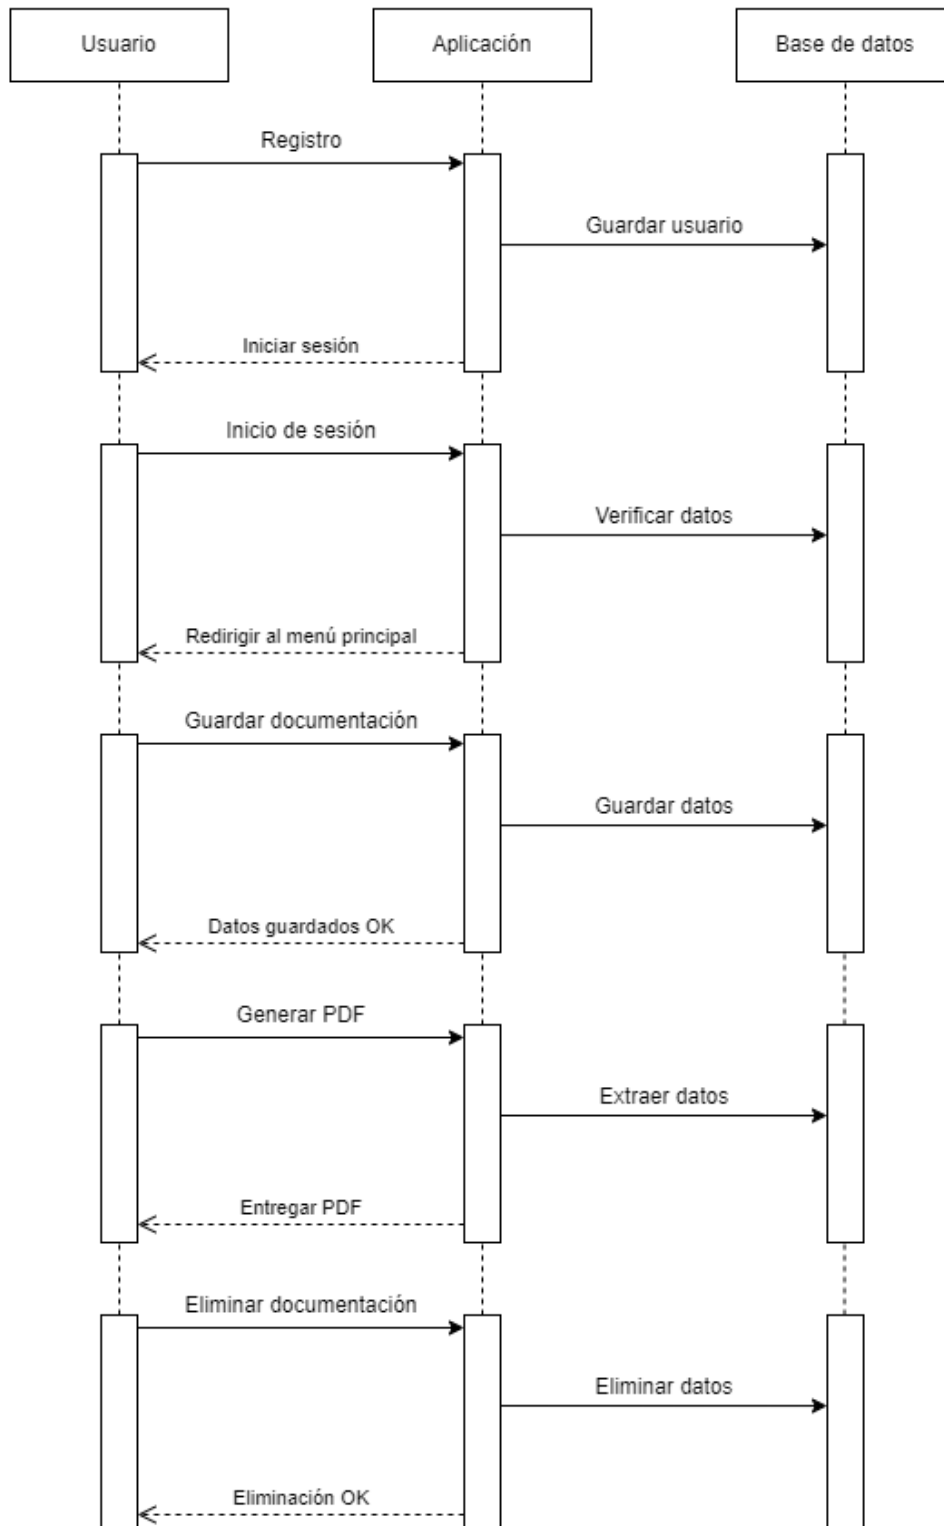 Usuario
Aplicación
Base de datos
Registro
Guardar usuario
Iniciar sesión
Inicio de sesión
Verificar datos
Redirigir al menú principal
Guardar documentación
Guardar datos
Datos guardados OK
Generar PDF
Extraer datos
Entregar PDF
Eliminar documentación
Eliminar datos
Eliminación OK